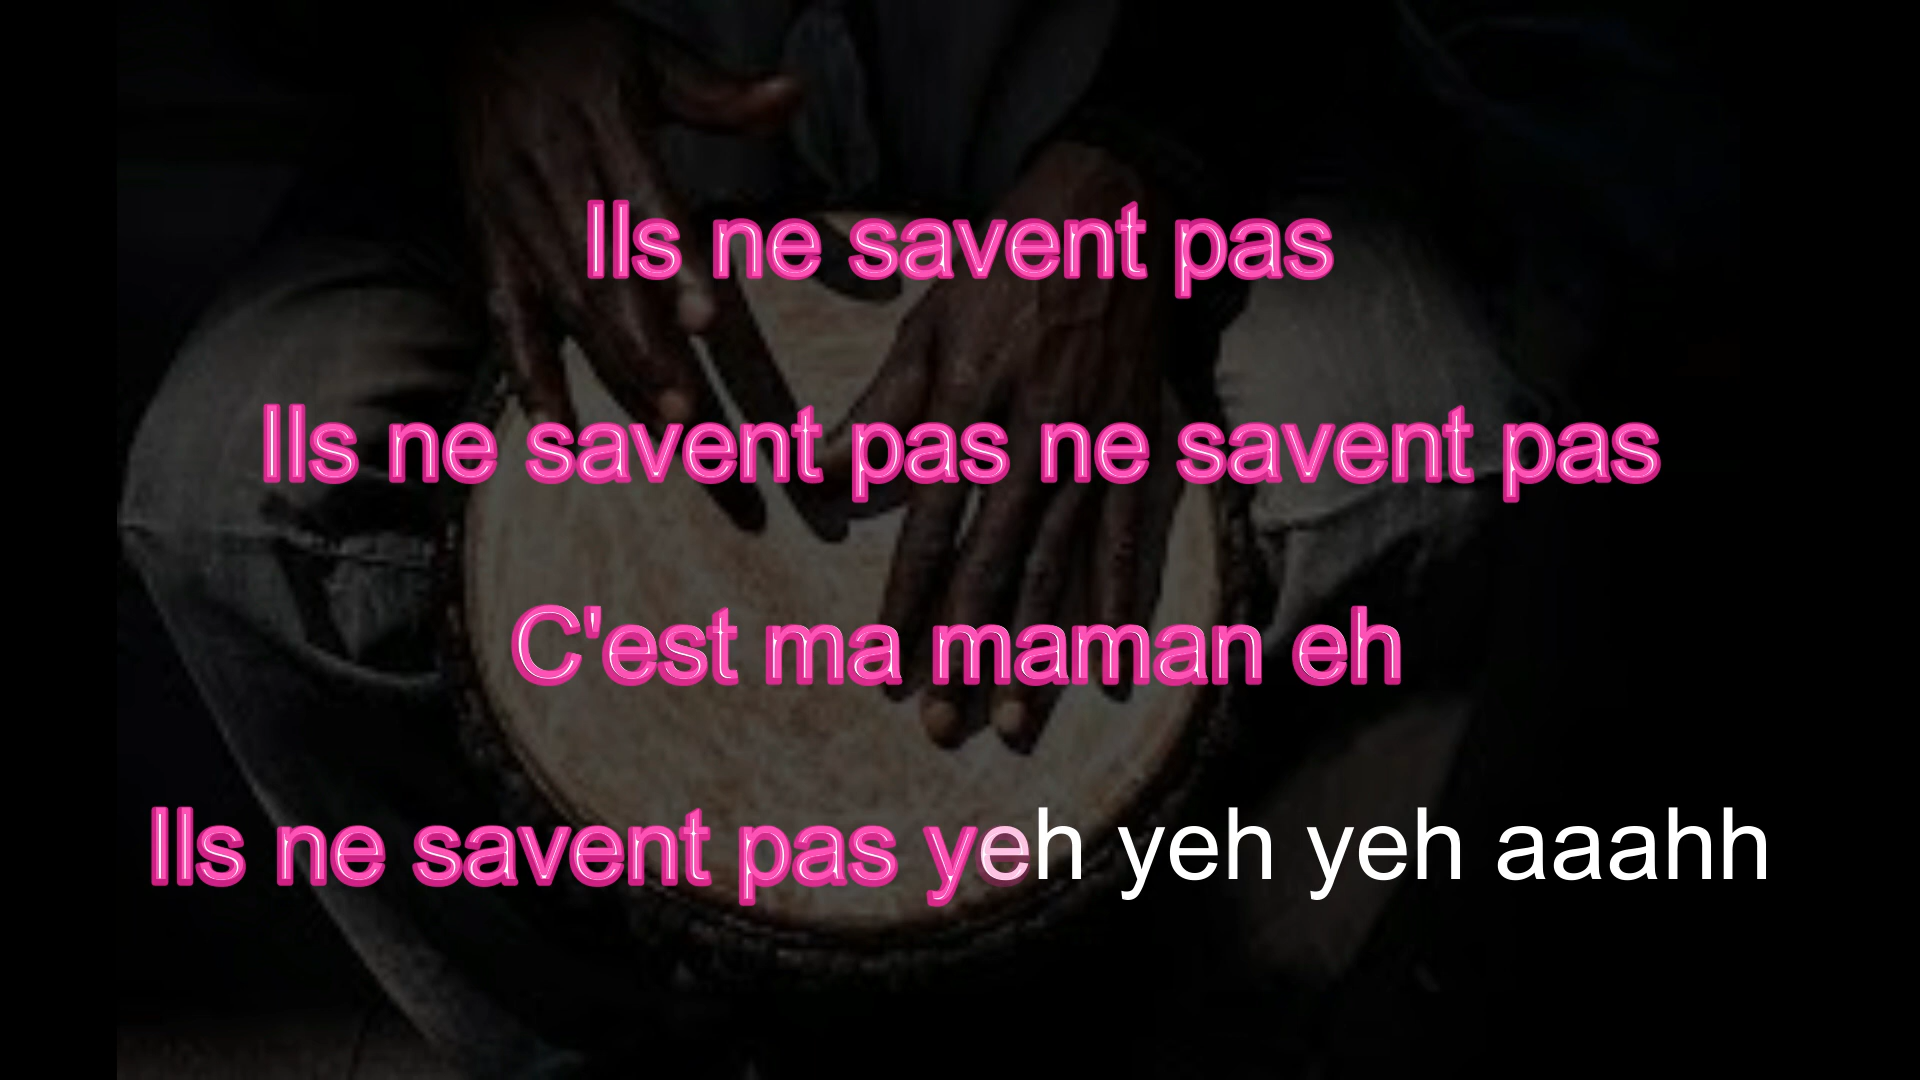 Ils ne savent pas
Ils ne savent pas ne savent pas
C'est ma maman eh
Ils ne savent pas yeh yeh yeh aaahh